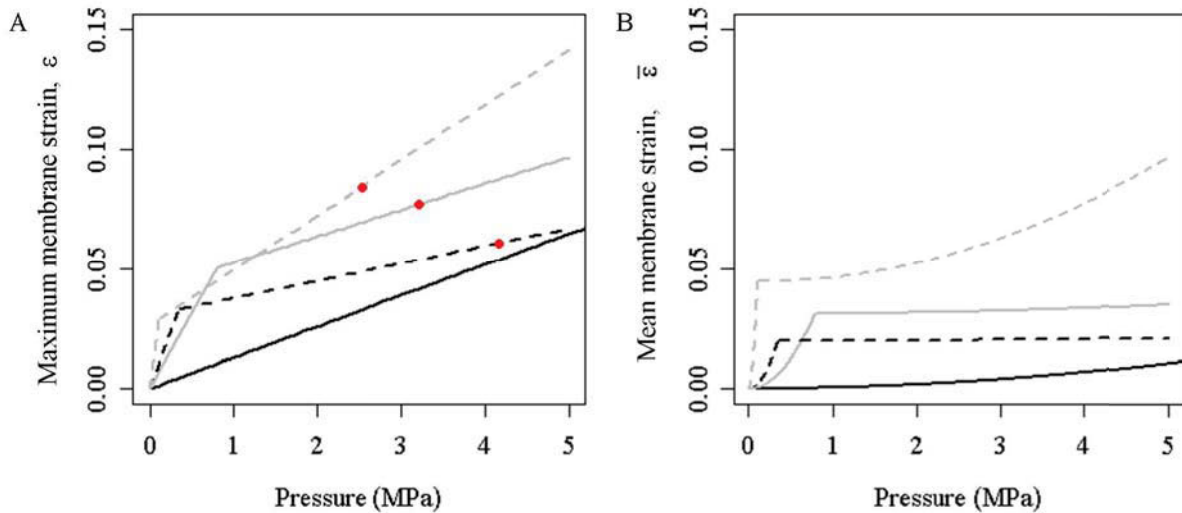 A
Maximum membrane strain, ε
0.00
0.05
0.10
0.15
0 1 2 3 4 5
Pressure (MPa)
B
Mean membrane strain, ε̅
0.00
0.05
0.10
0.15
0 1 2 3 4 5
Pressure (MPa)